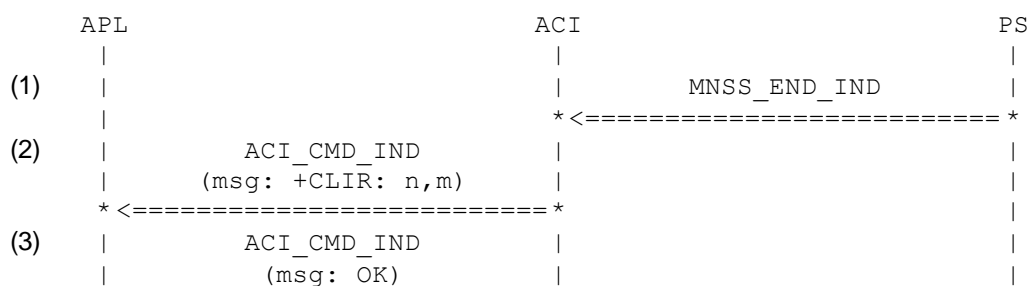 APL ACI PS
| | |
(1) | | MNSS_END_IND |
| *<========================== *
(2) | ACI_CMD_IND | |
| (msg: +CLIR: n,m) | |
* <==========================* |
(3) | ACI_CMD_IND | |
| (msg: OK) | |